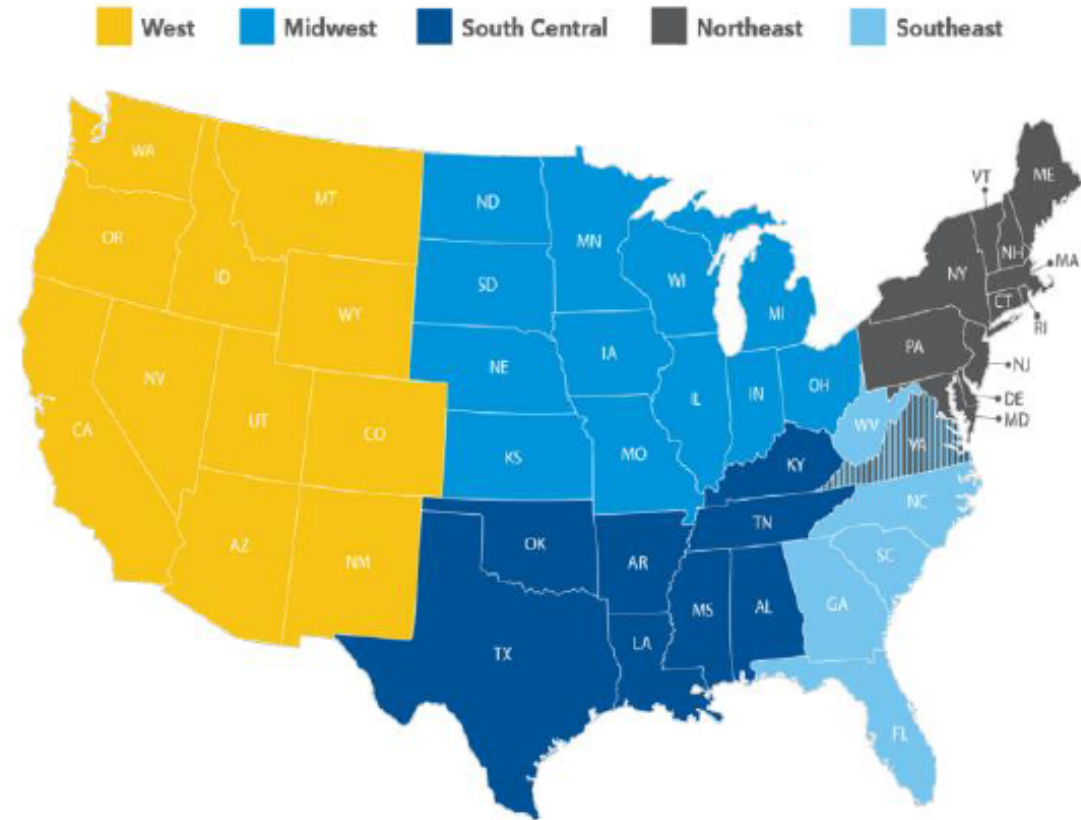 West Midwest South Central Northeast Southeast
WA
MT
ND
MN
VT
ME
OR
ID
SD
WI
MI
NY
NH
MA
WY
CT
RI
NE
IA
PA
NJ
NV
UT
CO
IL
IN
OH
DE
MD
CA
KS
MO
WV
VA
KY
NC
AZ
NM
OK
AR
TN
SC
MS
AL
GA
TX
LA
FL